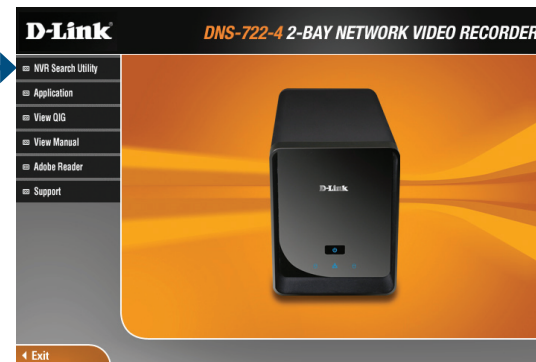 D-Link
DNS-722-4 2-BAY NETWORK VIDEO RECORDER
NVR Search Utility
Application
View QIG
View Manual
Adobe Reader
Support
D-Link
Exit